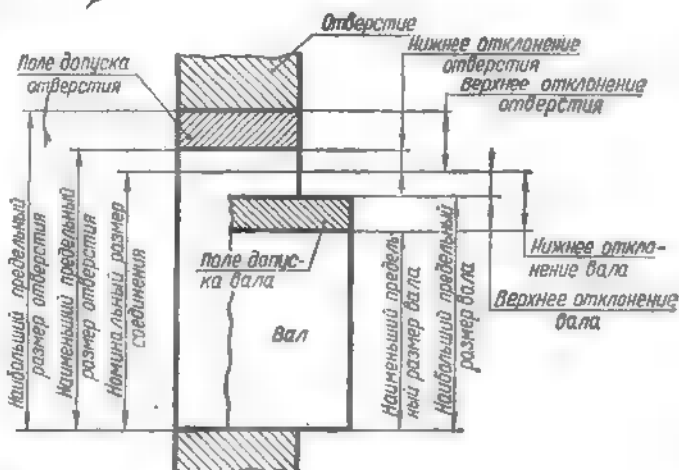 Отверстие
Поле допуска
отверстия
Нижнее отклонение
отверстия
Верхнее отклонение
отверстия
Наибольший предельный
размер отверстия
Наименьший предельный
размер отверстия
Номинальный размер
соединения
Поле допус-
ка вала
Вал
Наименьший предель
ный размер вала
Наибольший предельный
размер вала
Нижнее откло-
нение вала
Верхнее отклонение
вала